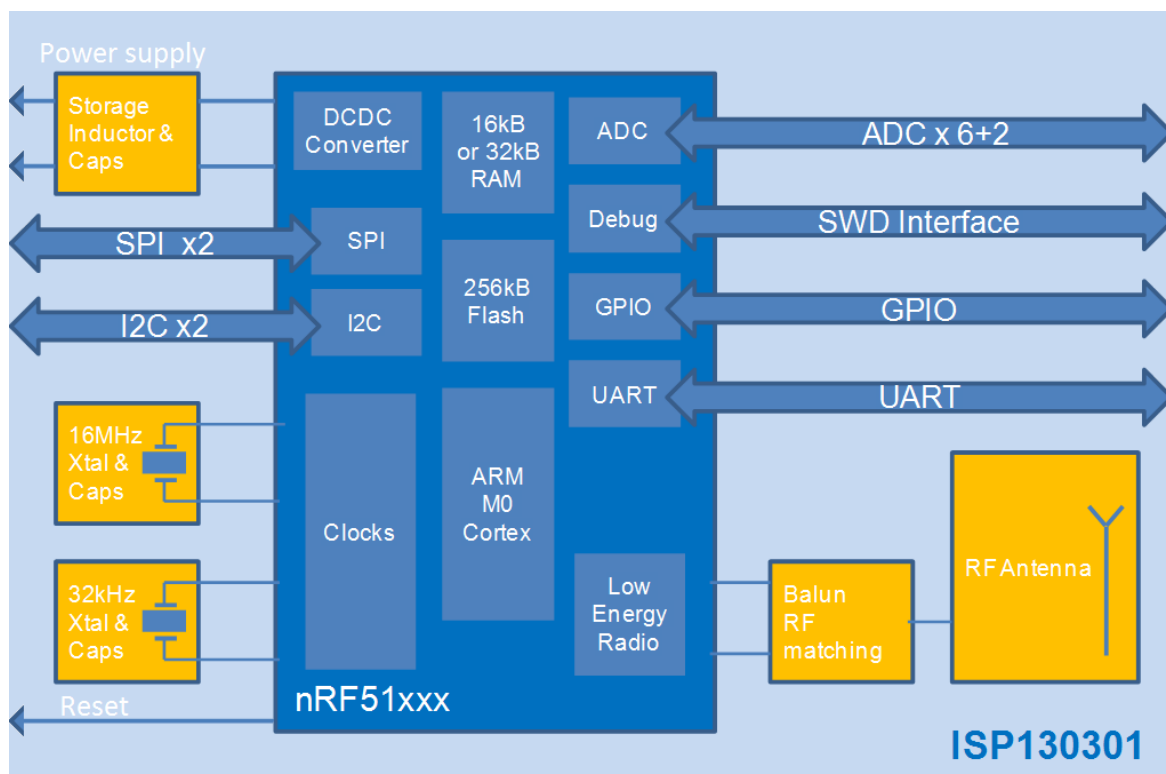 Power supply
Storage
Inductor &
Caps
DCDC
Converter
16kB
or 32kB
RAM
ADC
ADC x 6+2
Debug
SWD Interface
SPI x2
SPI
256kB
Flash
GPIO
GPIO
I2C x2
I2C
UART
UART
16MHz
Xtal &
Caps
Clocks
ARM
M0
Cortex
32kHz
Xtal &
Caps
Low
Energy
Radio
Balun
RF
matching
RF Antenna
Reset
nRF51xxx
ISP130301